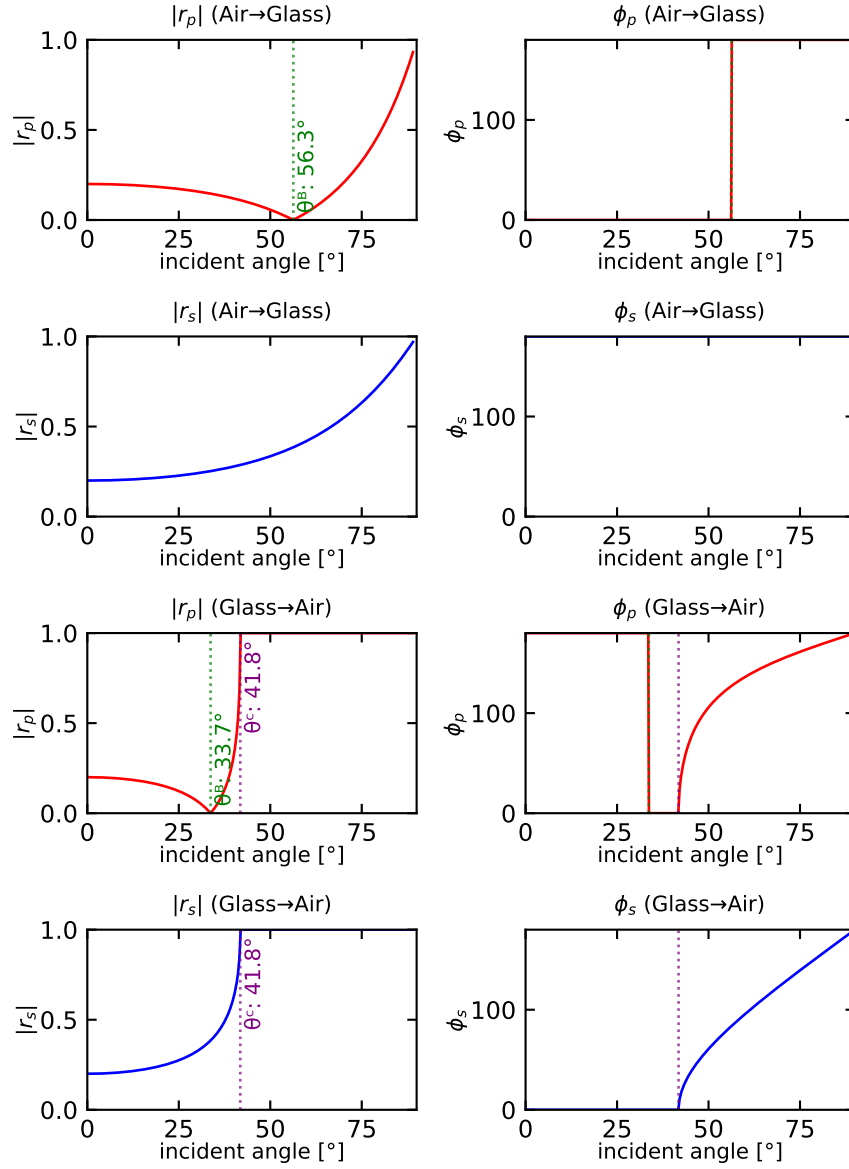 |r_p| (Air→Glass)
ϕ_p (Air→Glass)
1.0
0.5
0.0
|r_p|
θᴮ: 56.3°
0
25
50
75
incident angle [°]
100
0
ϕ_p
0
25
50
75
incident angle [°]
|r_s| (Air→Glass)
ϕ_s (Air→Glass)
1.0
0.5
0.0
|r_s|
0
25
50
75
incident angle [°]
100
0
ϕ_s
0
25
50
75
incident angle [°]
|r_p| (Glass→Air)
ϕ_p (Glass→Air)
1.0
0.5
0.0
|r_p|
θᴮ: 33.7°
θᶜ: 41.8°
0
25
50
75
incident angle [°]
100
0
ϕ_p
0
25
50
75
incident angle [°]
|r_s| (Glass→Air)
ϕ_s (Glass→Air)
1.0
0.5
0.0
|r_s|
θᶜ: 41.8°
0
25
50
75
incident angle [°]
100
0
ϕ_s
0
25
50
75
incident angle [°]